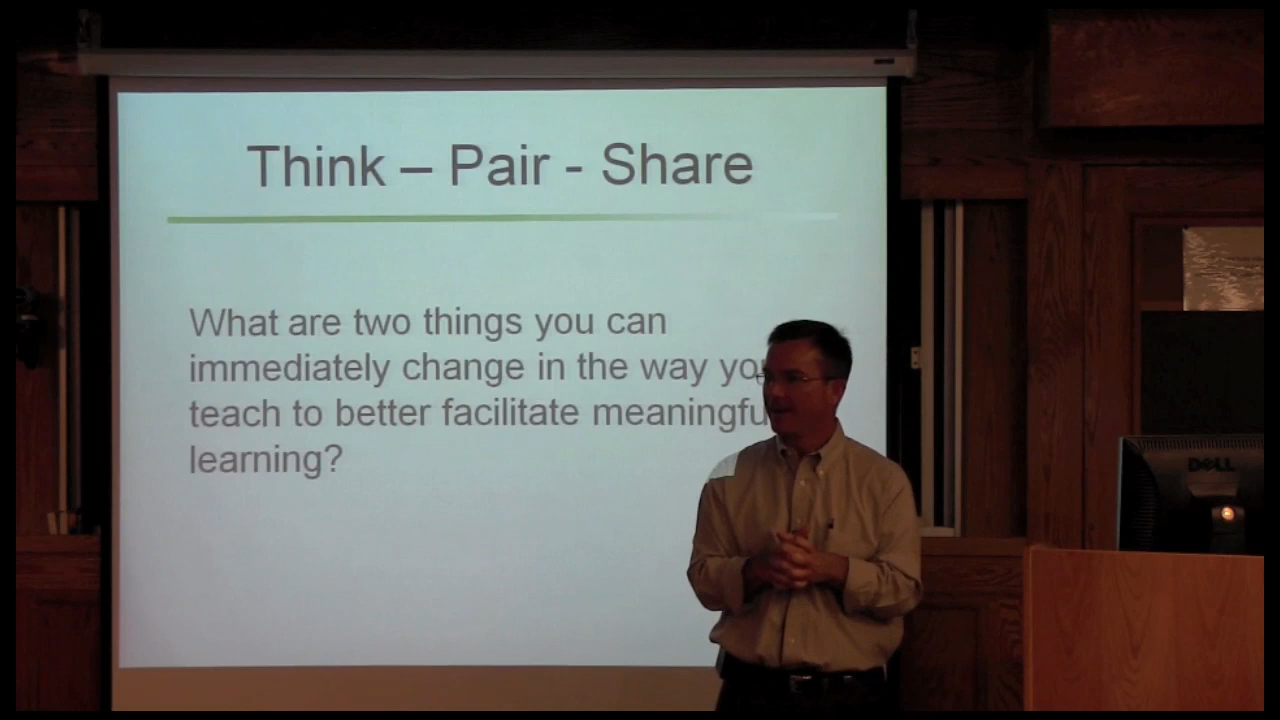 Think – Pair - Share
What are two things you can
immediately change in the way yo
teach to better facilitate meaningfu
learning?
DELL